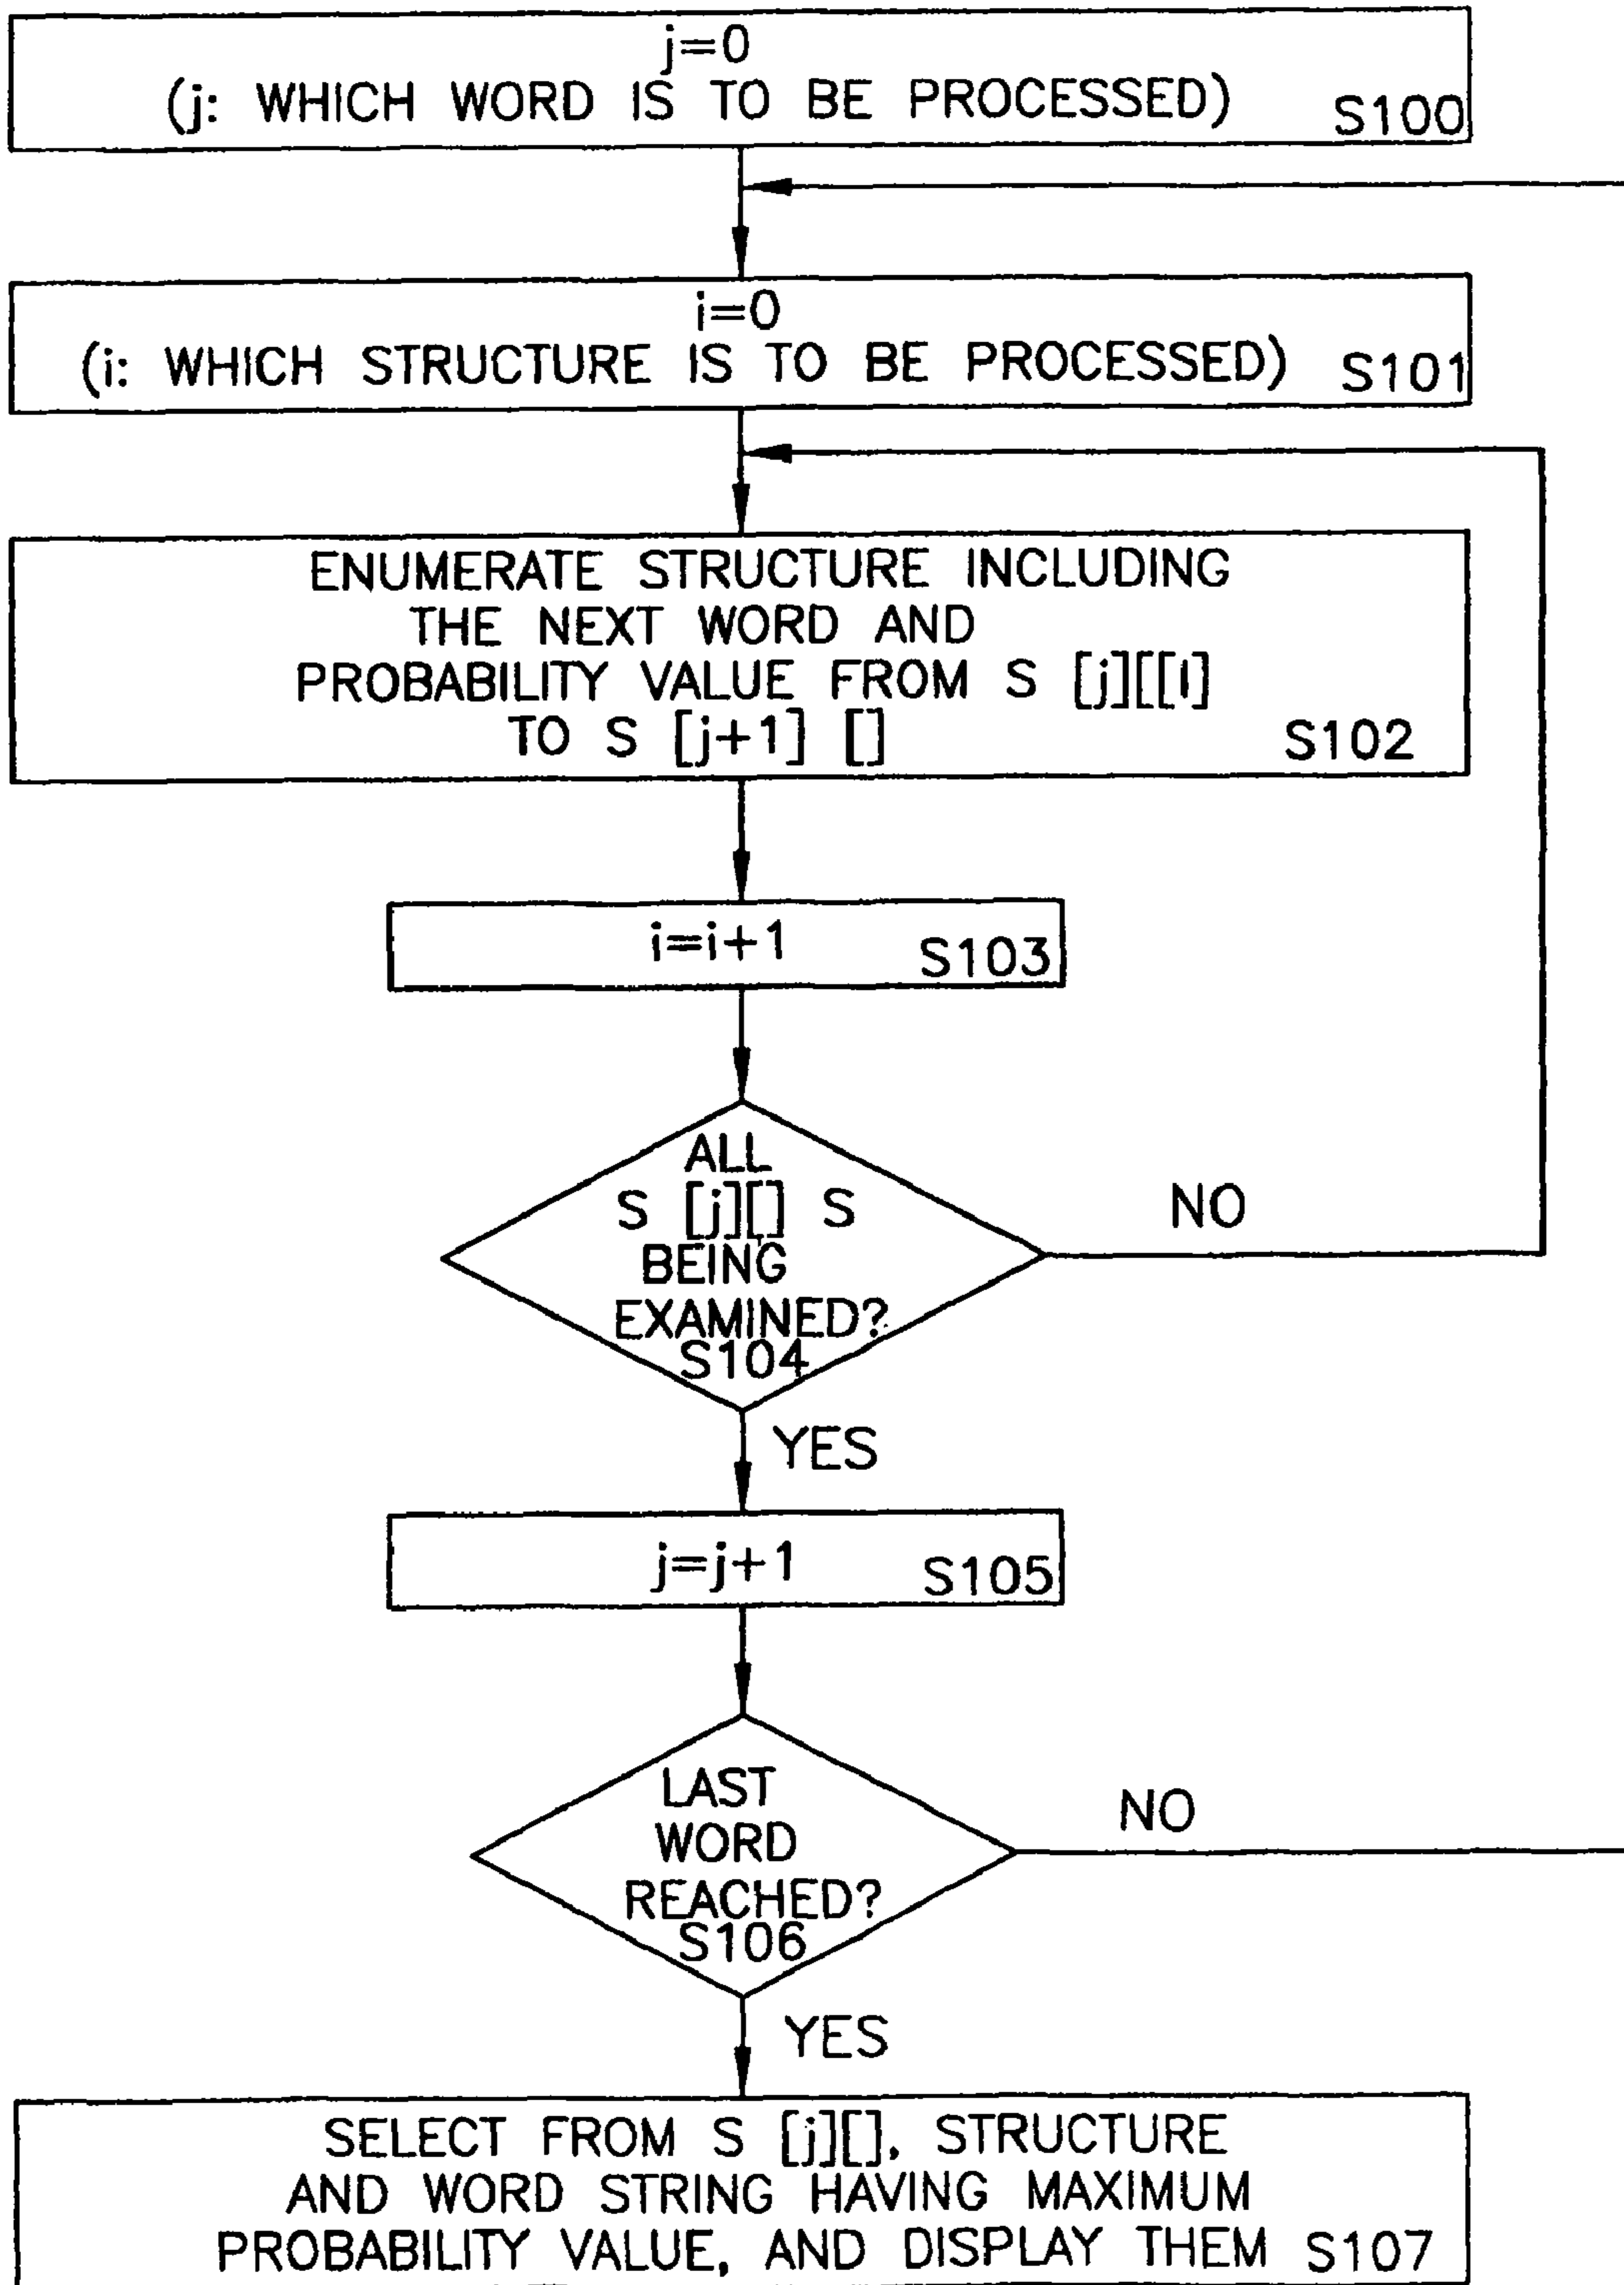 j=0
(j: WHICH WORD IS TO BE PROCESSED) S100
i=0
(i: WHICH STRUCTURE IS TO BE PROCESSED) S101
ENUMERATE STRUCTURE INCLUDING
THE NEXT WORD AND
PROBABILITY VALUE FROM S [j][[I]
TO S [j+1] [] S102
i=i+1 S103
ALL
S [j][] S
BEING
EXAMINED?
S104
NO
YES
j=j+1 S105
LAST
WORD
REACHED?
S106
NO
YES
SELECT FROM S [j][], STRUCTURE
AND WORD STRING HAVING MAXIMUM
PROBABILITY VALUE, AND DISPLAY THEM S107